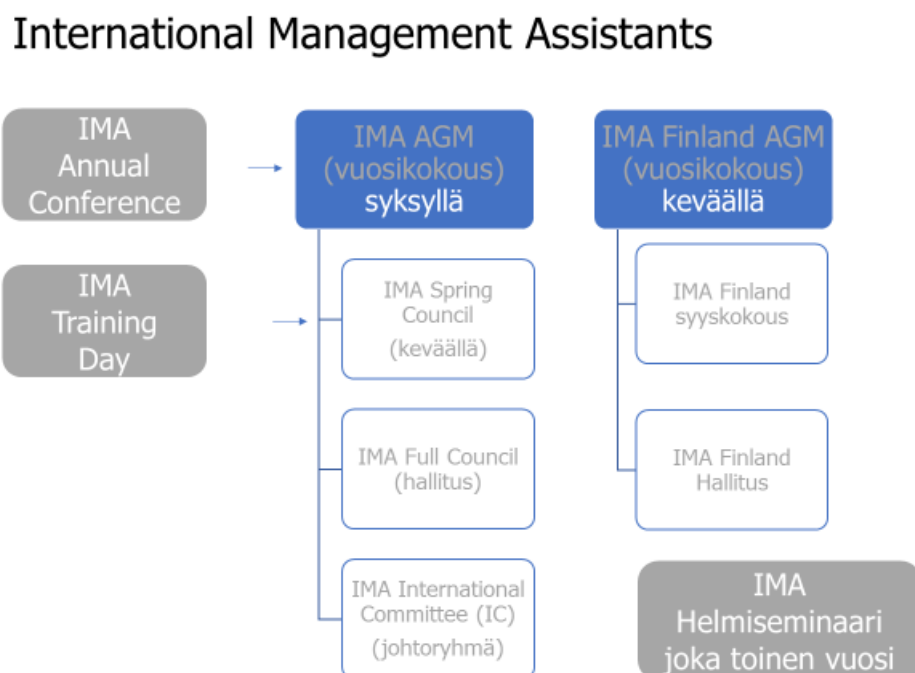 International Management Assistants
IMA
Annual
Conference
IMA AGM
(vuosikokous)
syksyllä
IMA Finland AGM
(vuosikokous)
keväällä
IMA
Training
Day
IMA Spring
Council
(keväällä)
IMA Finland
syyskokous
IMA Full Council
(hallitus)
IMA Finland
Hallitus
IMA International
Committee (IC)
(johtoryhmä)
IMA
Helmiseminaari
joka toinen vuosi